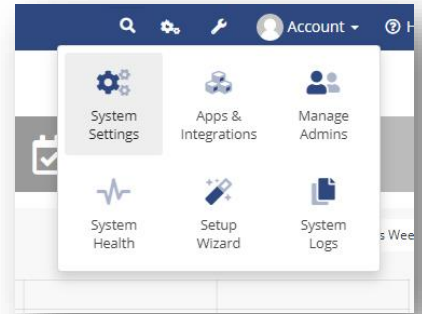 Account
H
System
Settings
Apps &
Integrations
Manage
Admins
System
Health
Setup
Wizard
System
Logs
s Wee